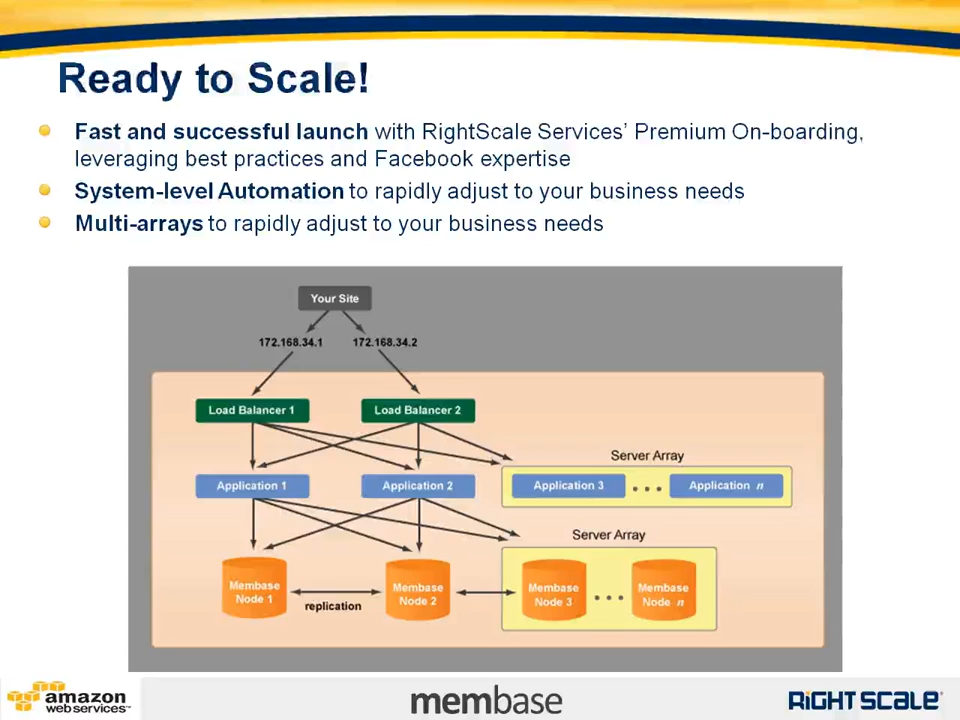 Ready to Scale!
Fast and successful launch with RightScale Services' Premium On-boarding,
leveraging best practices and Facebook expertise
System-level Automation to rapidly adjust to your business needs
Multi-arrays to rapidly adjust to your business needs
Your Site
172.168.34.1 172.168.34.2
Load Balancer 1 Load Balancer 2
Server Array
Application 1 Application 2 Application 3 ... Application n
Server Array
Membase Node 1
replication
Membase Node 2
Membase Node 3 ... Membase Node n
amazon
web services™
membase
RIGHTSCALE